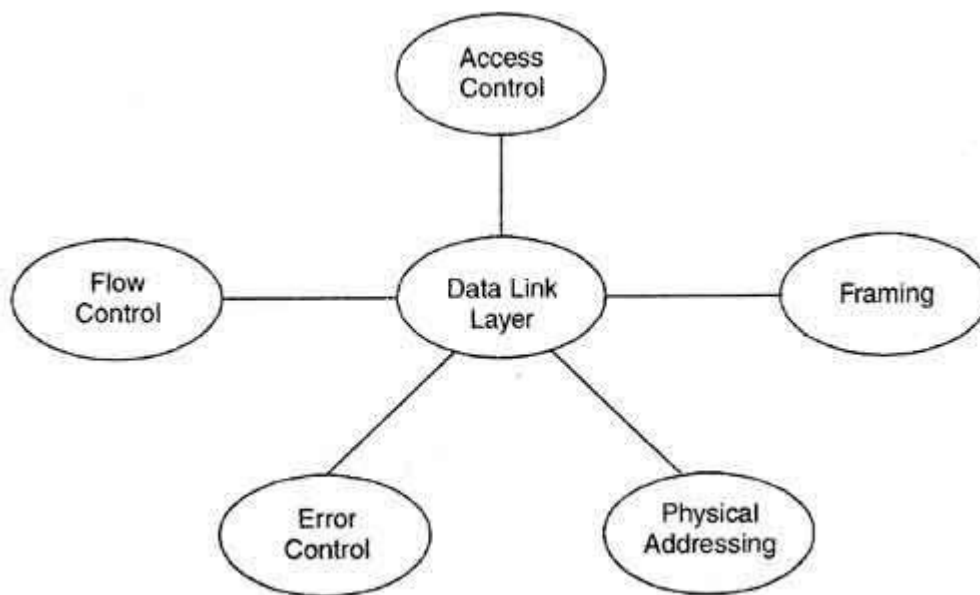 Access
Control
Flow
Control
Data Link
Layer
Framing
Error
Control
Physical
Addressing